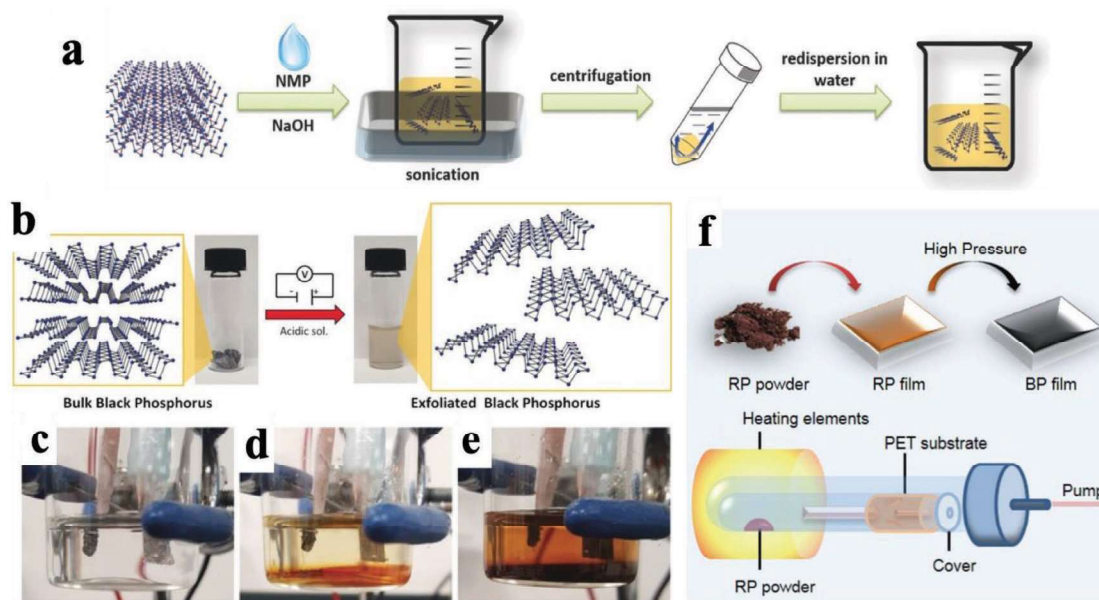 a
NMP
NaOH
sonication
centrifugation
redispersion in
water
b
V
- +
Acidic sol.
Bulk Black Phosphorus
Exfoliated Black Phosphorus
c
d
e
f
High Pressure
RP powder
RP film
BP film
Heating elements
PET substrate
Pump
Cover
RP powder